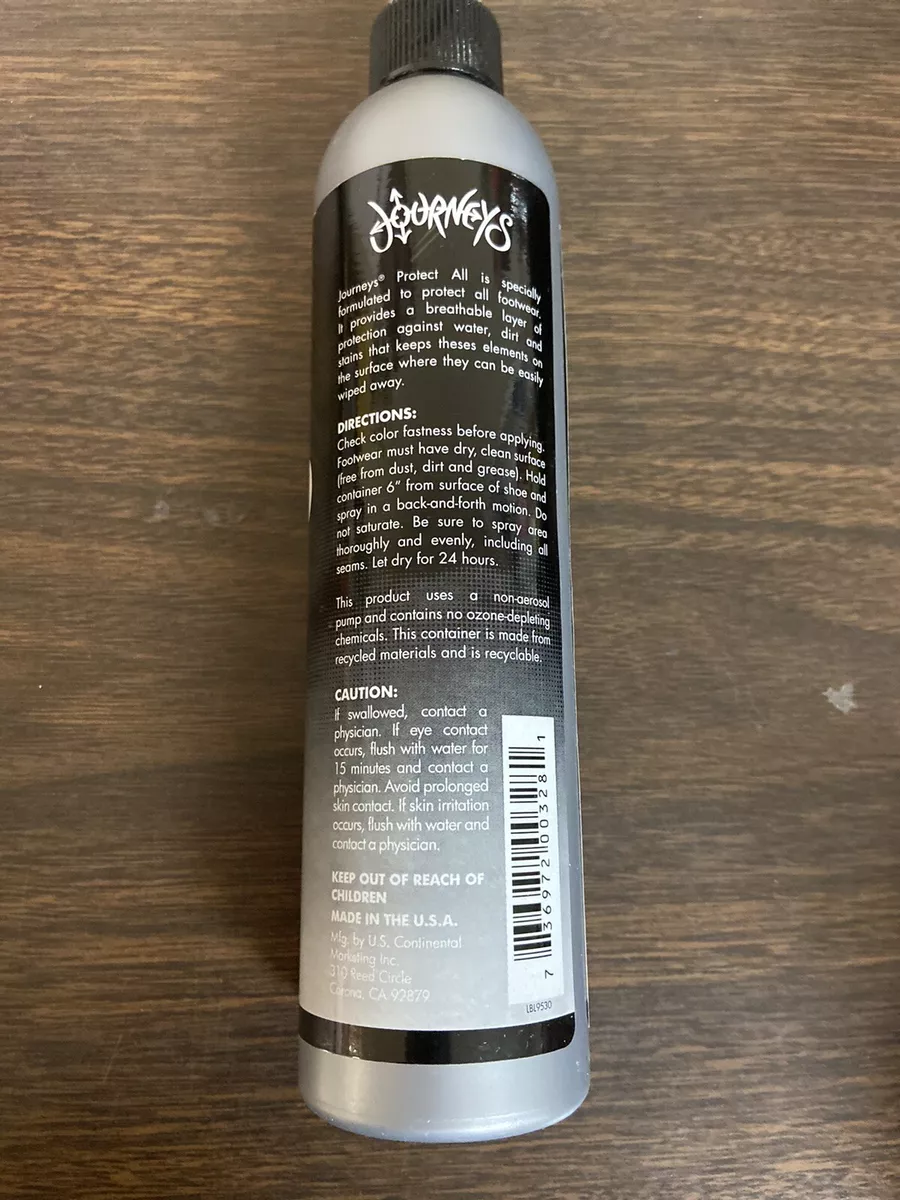 JOURNEYS
Journeys® Protect All is specially
formulated to protect all footwear.
It provides a breathable layer of
protection against water, dirt and
stains that keeps theses elements on
the surface where they can be easily
wiped away.
DIRECTIONS:
Check color fastness before applying.
Footwear must have dry, clean surface
(free from dust, dirt and grease). Hold
container 6" from surface of shoe and
spray in a back-and-forth motion. Do
not saturate. Be sure to spray area
thoroughly and evenly, including all
seams. Let dry for 24 hours.
This product uses a non-aerosol
pump and contains no ozone-depleting
chemicals. This container is made from
recycled materials and is recyclable.
CAUTION:
If swallowed, contact a
physician. If eye contact
occurs, flush with water for
15 minutes and contact a
physician. Avoid prolonged
skin contact. If skin irritation
occurs, flush with water and
contact a physician.
KEEP OUT OF REACH OF
CHILDREN
MADE IN THE U.S.A.
Mfg. by U.S. Continental
Marketing Inc.
310 Reed Circle
Corona, CA 92879
7 36972 00328 1
LBL9530